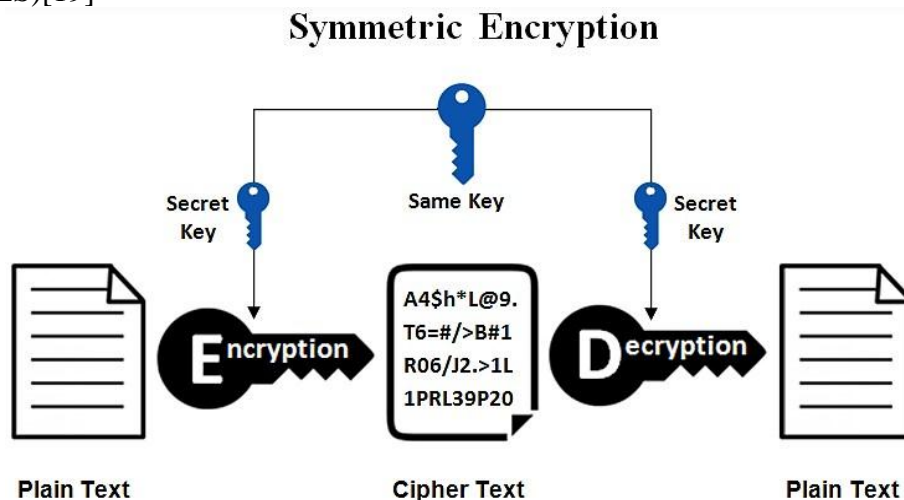 Symmetric Encryption
Same Key
Secret
Key
Secret
Key
Encryption
A4$h*L@9.
T6=#/>B#1
R06/J2.>1L
1PRL39P20
Decryption
Plain Text
Cipher Text
Plain Text